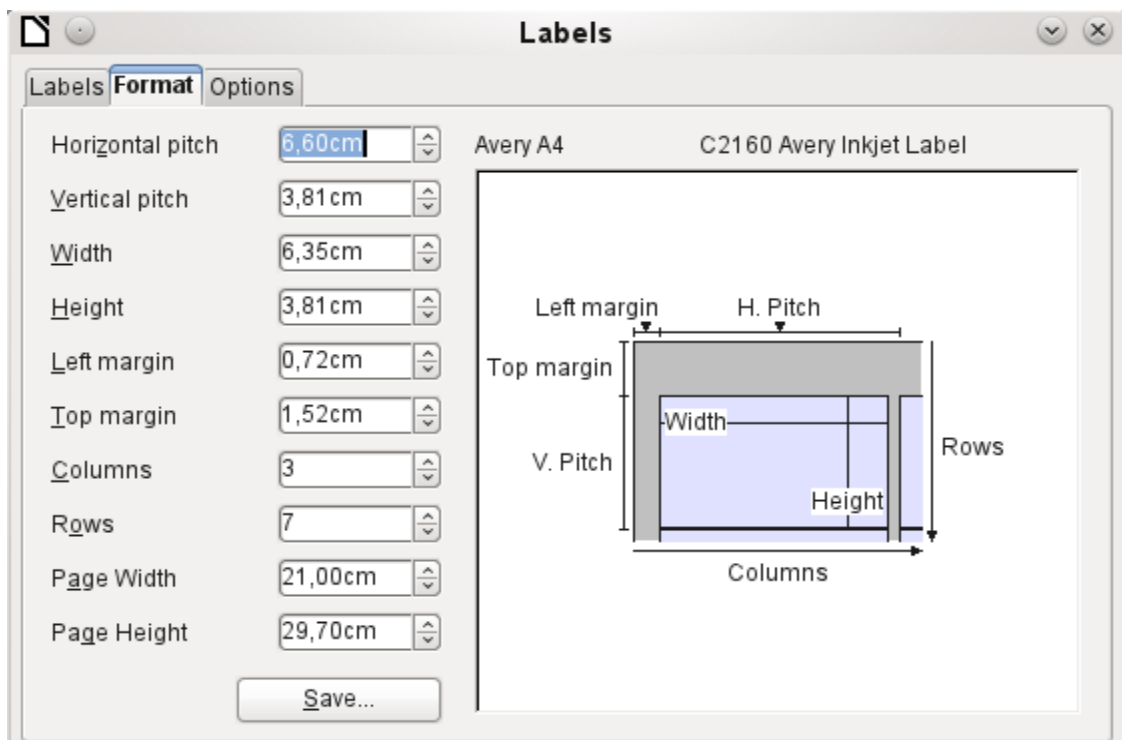 Labels
Labels Format Options
Horizontal pitch 6,60cm
Vertical pitch 3,81cm
Width 6,35cm
Height 3,81cm
Left margin 0,72cm
Top margin 1,52cm
Columns 3
Rows 7
Page Width 21,00cm
Page Height 29,70cm
Save...
Avery A4 C2160 Avery Inkjet Label
Left margin H. Pitch
Top margin
Width
V. Pitch
Rows
Height
Columns